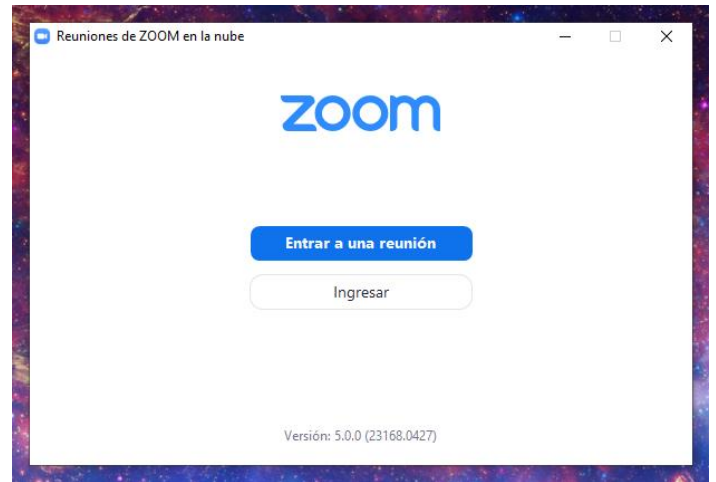 Reuniones de ZOOM en la nube
zoom
Entrar a una reunión
Ingresar
Versión: 5.0.0 (23168.0427)